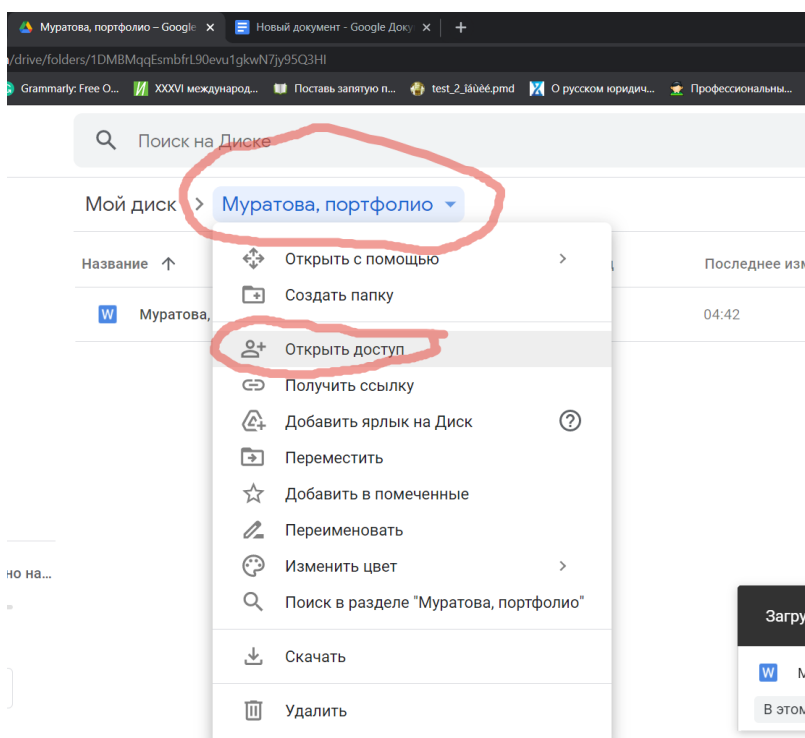 Муратова, портфолио – Google
Новый документ - Google Доку
/drive/folders/1DMBMqqEsmbfrL90evu1gkwN7jy95Q3HI
Grammarly: Free O... XXXVI международ... Поставь запятую п... test_2_îáùèé.pmd О русском юридич... Профессиональны...
Поиск на Диске
Мой диск > Муратова, портфолио
Название
Последнее изм
Муратова,
04:42
Открыть с помощью
Создать папку
Открыть доступ
Получить ссылку
Добавить ярлык на Диск
Переместить
Добавить в помеченные
Переименовать
Изменить цвет
Поиск в разделе "Муратова, портфолио"
Скачать
Удалить
но на...
Загру
W М
В этом